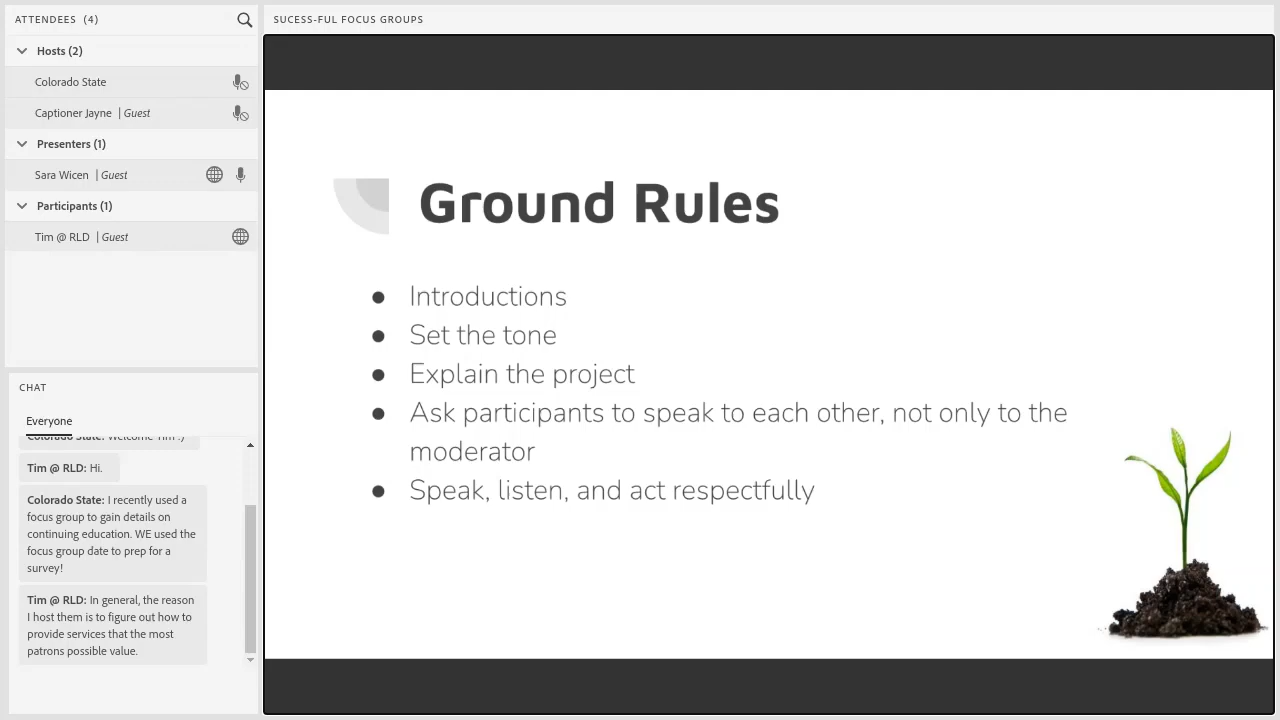 ATTENDEES (4)
Hosts (2)
Colorado State
Captioner Jayne | Guest
Presenters (1)
Sara Wicen | Guest
Participants (1)
Tim @ RLD | Guest
CHAT
Everyone
Colorado State: Welcome Tim :)
Tim @ RLD: Hi.
Colorado State: I recently used a
focus group to gain details on
continuing education. WE used the
focus group date to prep for a
survey!
Tim @ RLD: In general, the reason
I host them is to figure out how to
provide services that the most
patrons possible value.
SUCESS-FUL FOCUS GROUPS
Ground Rules
● Introductions
● Set the tone
● Explain the project
● Ask participants to speak to each other, not only to the
moderator
● Speak, listen, and act respectfully